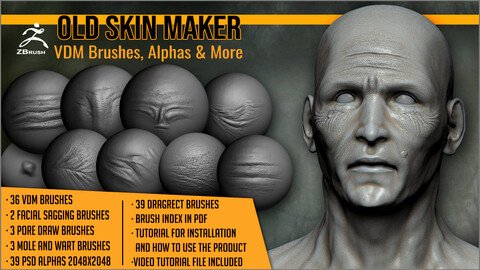 OLD SKIN MAKER
ZBRUSH
VDM Brushes, Alphas & More
· 36 VDM BRUSHES
· 2 FACIAL SAGGING BRUSHES
· 3 PORE DRAW BRUSHES
· 3 MOLE AND WART BRUSHES
· 39 PSD ALPHAS 2048X2048
· 39 DRAGRECT BRUSHES
· BRUSH INDEX IN PDF
· TUTORIAL FOR INSTALLATION
AND HOW TO USE THE PRODUCT
·VIDEO TUTORIAL FILE INCLUDED